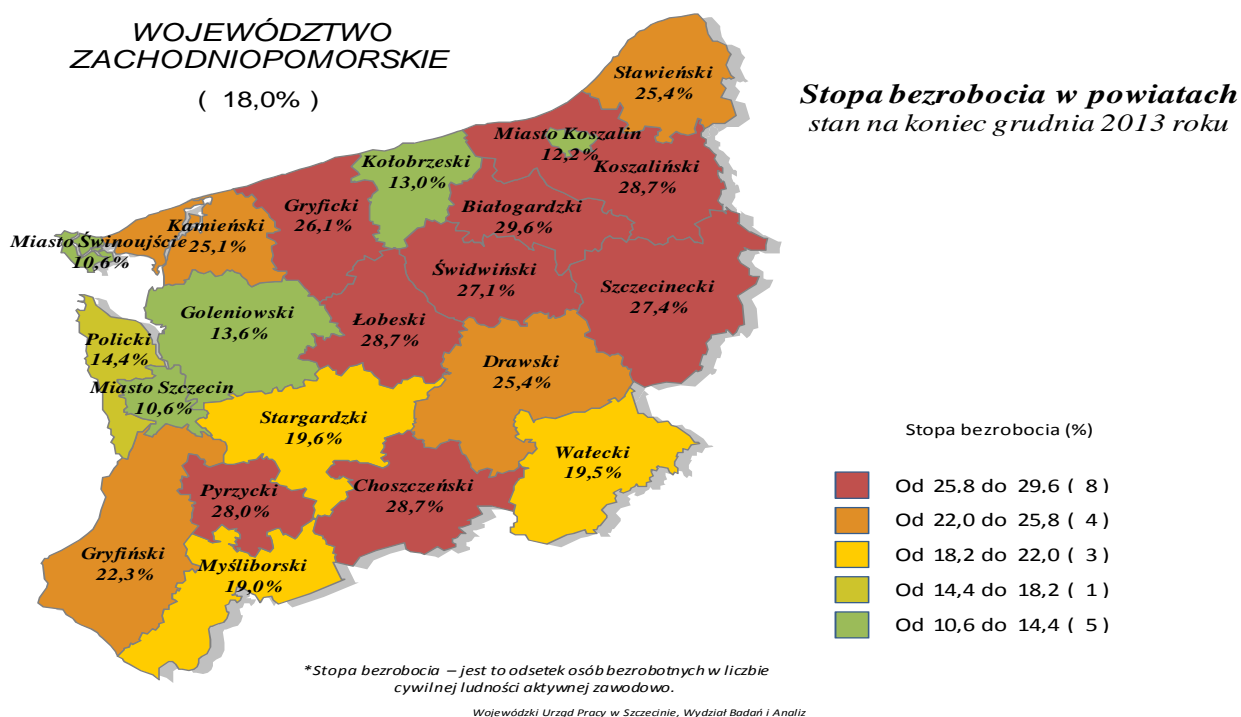 WOJEWÓDZTWO
ZACHODNIOPOMORSKIE
( 18,0% )
Stopa bezrobocia w powiatach
stan na koniec grudnia 2013 roku
Sławieński
25,4%
Miasto Koszalin
12,2%
Koszaliński
28,7%
Kołobrzeski
13,0%
Gryficki
26,1%
Białogardzki
29,6%
Kamieński
25,1%
Miasto Świnoujście
10,6%
Świdwiński
27,1%
Szczecinecki
27,4%
Goleniowski
13,6%
Łobeski
28,7%
Policki
14,4%
Drawski
25,4%
Miasto Szczecin
10,6%
Stargardzki
19,6%
Wałecki
19,5%
Pyrzycki
28,0%
Choszczeński
28,7%
Gryfiński
22,3%
Myśliborski
19,0%
Stopa bezrobocia (%)
Od 25,8 do 29,6 ( 8)
Od 22,0 do 25,8 ( 4)
Od 18,2 do 22,0 ( 3)
Od 14,4 do 18,2 ( 1)
Od 10,6 do 14,4 ( 5)
*Stopa bezrobocia – jest to odsetek osób bezrobotnych w liczbie
cywilnej ludności aktywnej zawodowo.
Wojewódzki Urząd Pracy w Szczecinie, Wydział Badań i Analiz